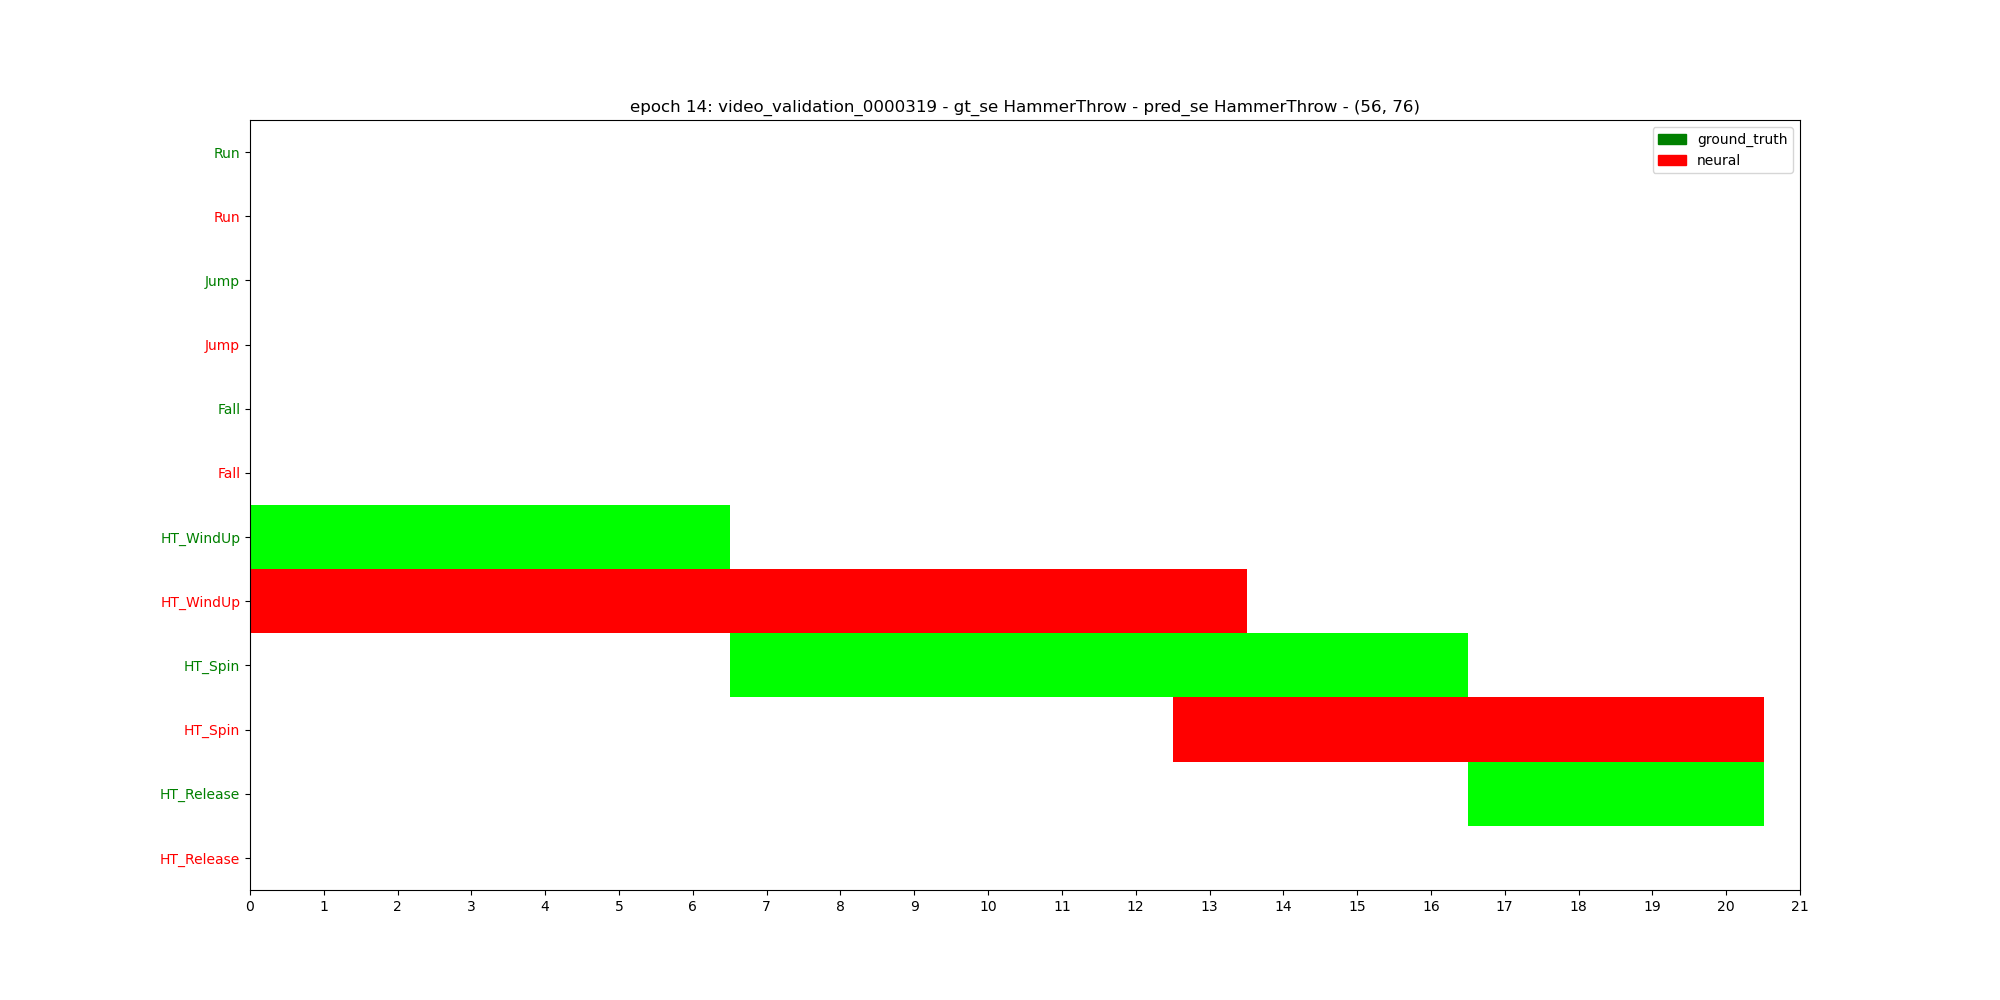 epoch 14: video_validation_0000319 - gt_se HammerThrow - pred_se HammerThrow - (56, 76)
ground_truth
neural
Run
Run
Jump
Jump
Fall
Fall
HT_WindUp
HT_WindUp
HT_Spin
HT_Spin
HT_Release
HT_Release
0 1 2 3 4 5 6 7 8 9 10 11 12 13 14 15 16 17 18 19 20 21